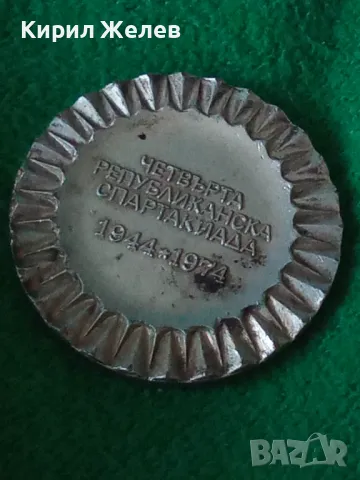 Кирил Желев
ЧЕТВЪРТА
РЕПУБЛИКАНСКА
СПАРТАКИАДА
1944-1974
BAZAR